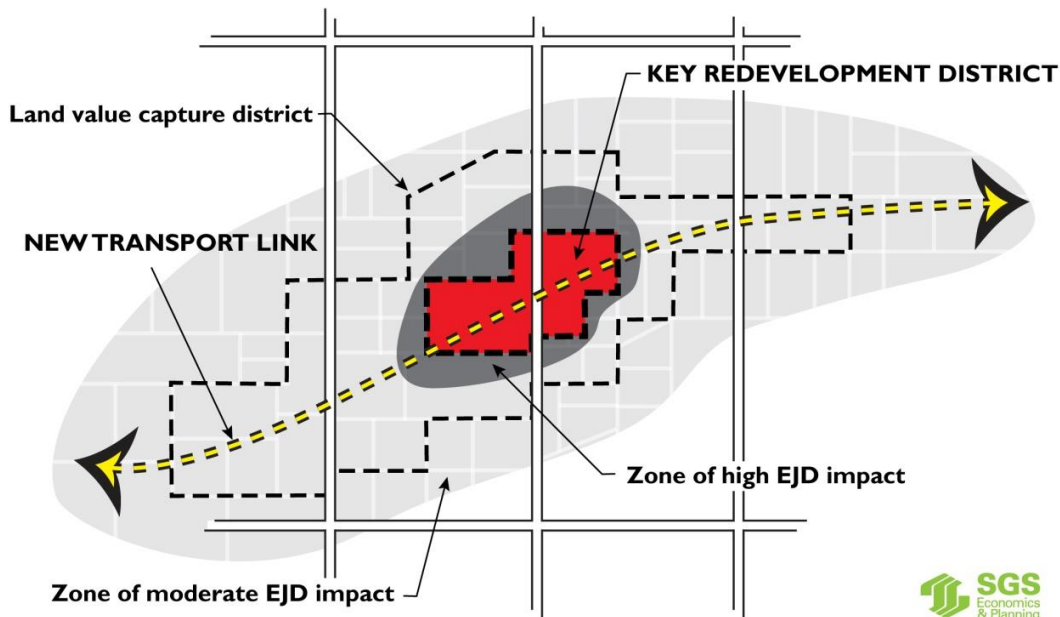 KEY REDEVELOPMENT DISTRICT
Land value capture district
NEW TRANSPORT LINK
Zone of high EJD impact
Zone of moderate EJD impact
SGS
Economics
& Planning